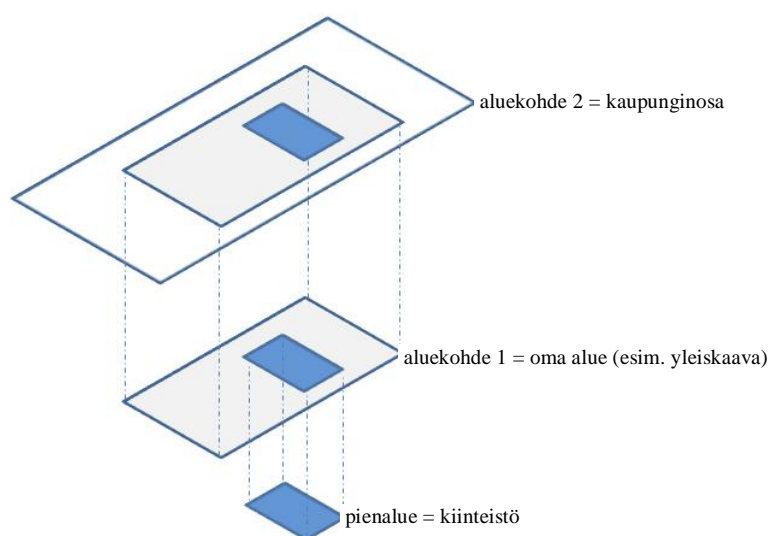 aluekohde 2 = kaupunginosa
aluekohde 1 = oma alue (esim. yleiskaava)
pienalue = kiinteistö